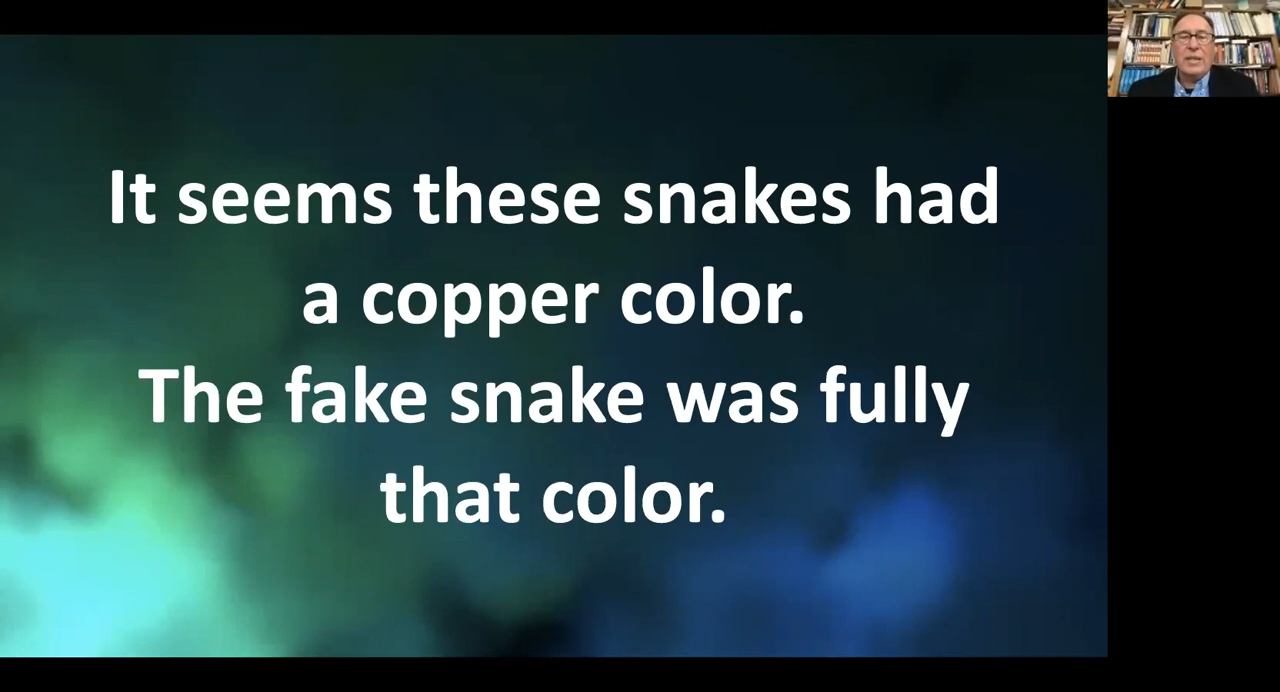 It seems these snakes had
a copper color.
The fake snake was fully
that color.